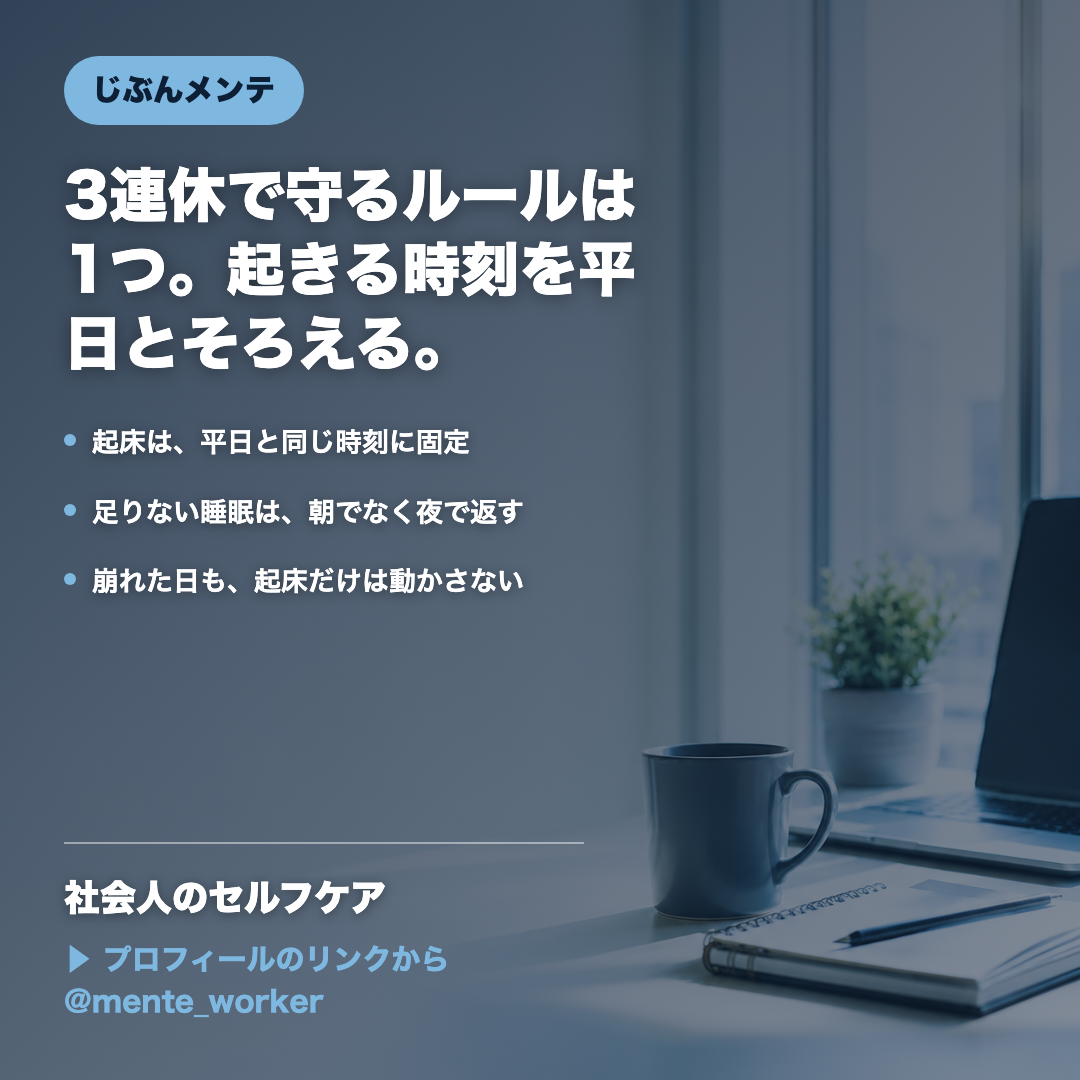 じぶんメンテ
3連休で守るルールは
1つ。起きる時刻を平
日とそろえる。
起床は、平日と同じ時刻に固定
足りない睡眠は、朝でなく夜で返す
崩れた日も、起床だけは動かさない
社会人のセルフケア
▶ プロフィールのリンクから
@mente_worker